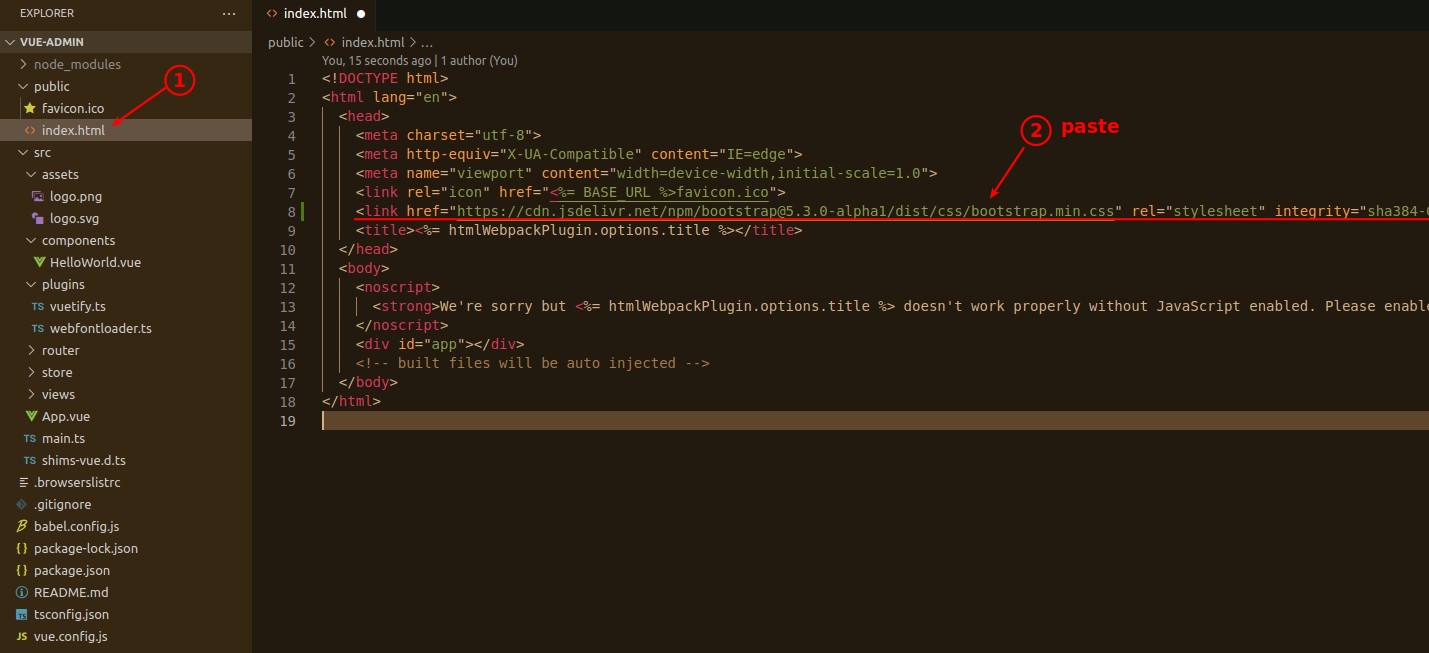 EXPLORER
VUE-ADMIN
node_modules
public
favicon.ico
index.html
src
assets
logo.png
logo.svg
components
HelloWorld.vue
plugins
TS vuetify.ts
TS webfontloader.ts
router
store
views
App.vue
TS main.ts
TS shims-vue.d.ts
.browserslistrc
.gitignore
babel.config.js
{ } package-lock.json
{ } package.json
README.md
TS tsconfig.json
JS vue.config.js
1
<> index.html ●
public > <> index.html > ...
You, 15 seconds ago | 1 author (You)
1 <!DOCTYPE html>
2 <html lang="en">
3 <head>
4 <meta charset="utf-8">
5 <meta http-equiv="X-UA-Compatible" content="IE=edge">
6 <meta name="viewport" content="width=device-width,initial-scale=1.0">
7 <link rel="icon" href="<%= BASE_URL %>favicon.ico">
8 <link href="https://cdn.jsdelivr.net/npm/bootstrap@5.3.0-alpha1/dist/css/bootstrap.min.css" rel="stylesheet" integrity="sha384-
9 <title><%= htmlWebpackPlugin.options.title %></title>
10 </head>
11 <body>
12 <noscript>
13 <strong>We're sorry but <%= htmlWebpackPlugin.options.title %> doesn't work properly without JavaScript enabled. Please enable
14 </noscript>
15 <div id="app"></div>
16 <!-- built files will be auto injected -->
17 </body>
18 </html>
19
2 paste